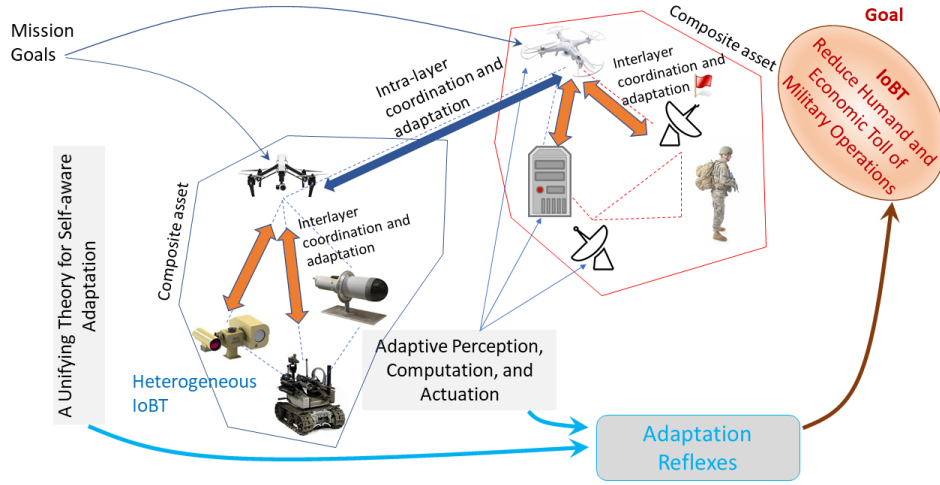 Mission
Goals
A Unifying Theory for Self-aware
Adaptation
Composite asset
Interlayer
coordination and
adaptation
Heterogeneous
IoBT
Intra-layer
coordination and
adaptation
Composite asset
Interlayer
coordination and
adaptation
Adaptive Perception,
Computation, and
Actuation
Goal
IoBT
Reduce Human and
Economic Toll of
Military Operations
Adaptation
Reflexes